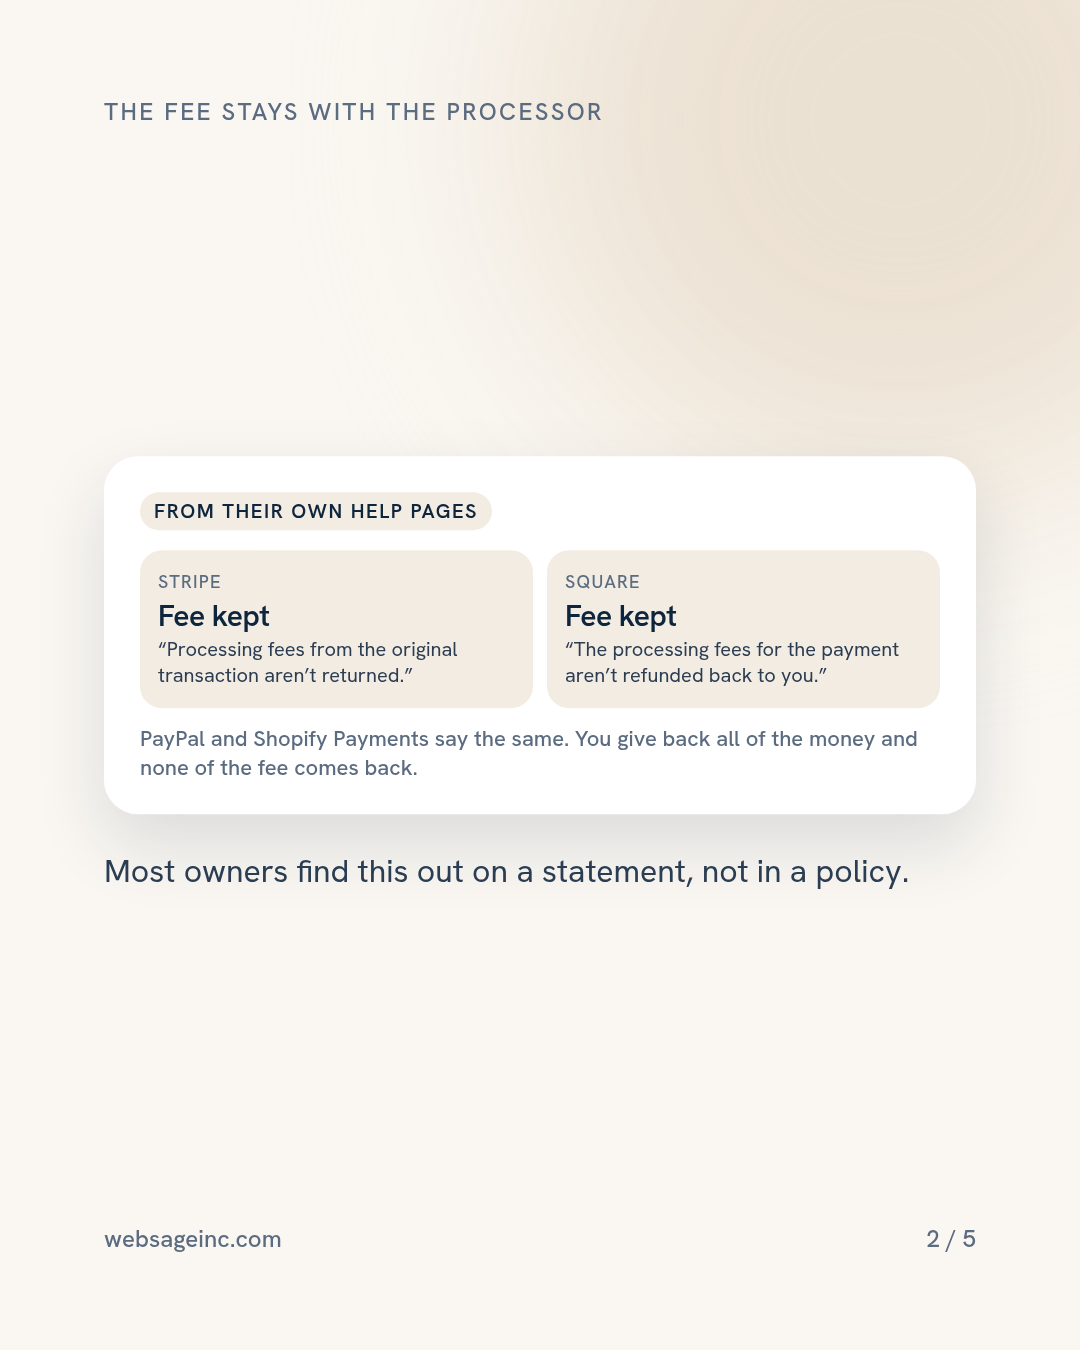 THE FEE STAYS WITH THE PROCESSOR
FROM THEIR OWN HELP PAGES
STRIPE
Fee kept
“Processing fees from the original
transaction aren’t returned.”
SQUARE
Fee kept
“The processing fees for the payment
aren’t refunded back to you.”
PayPal and Shopify Payments say the same. You give back all of the money and
none of the fee comes back.
Most owners find this out on a statement, not in a policy.
websageinc.com
2 / 5